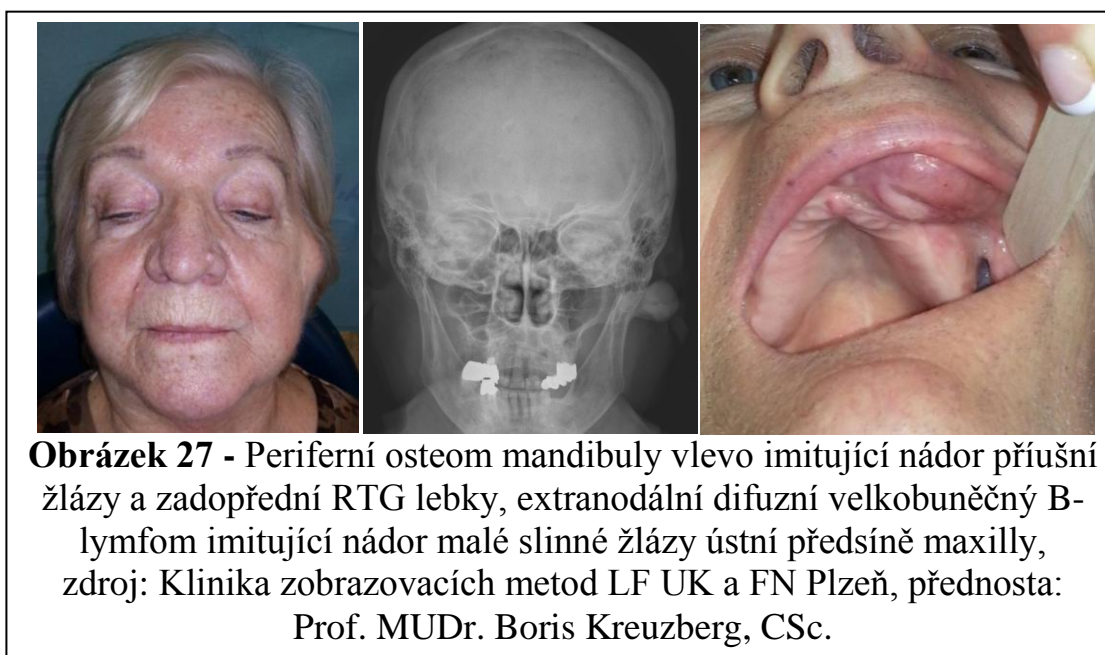 Obrázek 27 - Periferní osteom mandibuly vlevo imitující nádor příušní
žlázy a zadopřední RTG lebky, extranodální difuzní velkobuněčný B-
lymfom imitující nádor malé slinné žlázy ústní předsíně maxilly,
zdroj: Klinika zobrazovacích metod LF UK a FN Plzeň, přednosta:
Prof. MUDr. Boris Kreuzberg, CSc.